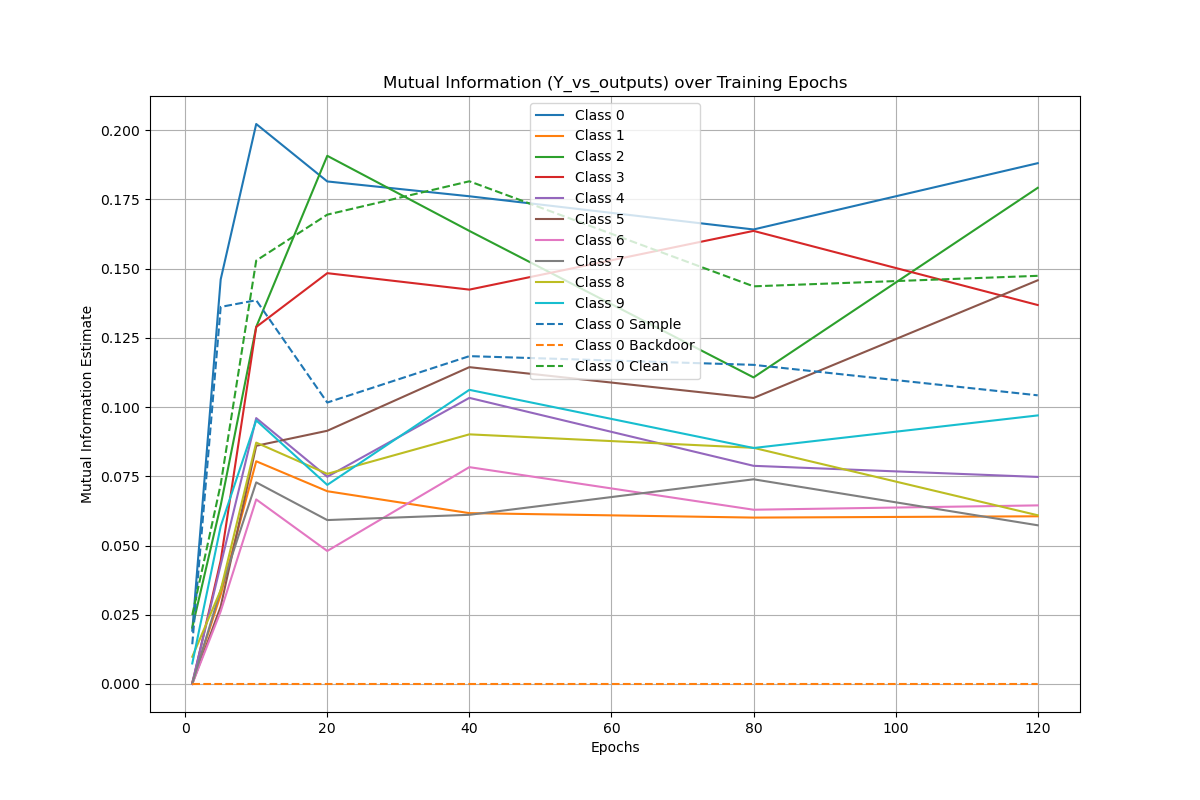 Mutual Information (Y_vs_outputs) over Training Epochs
Mutual Information Estimate
0.200
0.175
0.150
0.125
0.100
0.075
0.050
0.025
0.000
Class 0
Class 1
Class 2
Class 3
Class 4
Class 5
Class 6
Class 7
Class 8
Class 9
Class 0 Sample
Class 0 Backdoor
Class 0 Clean
0 20 40 60 80 100 120
Epochs